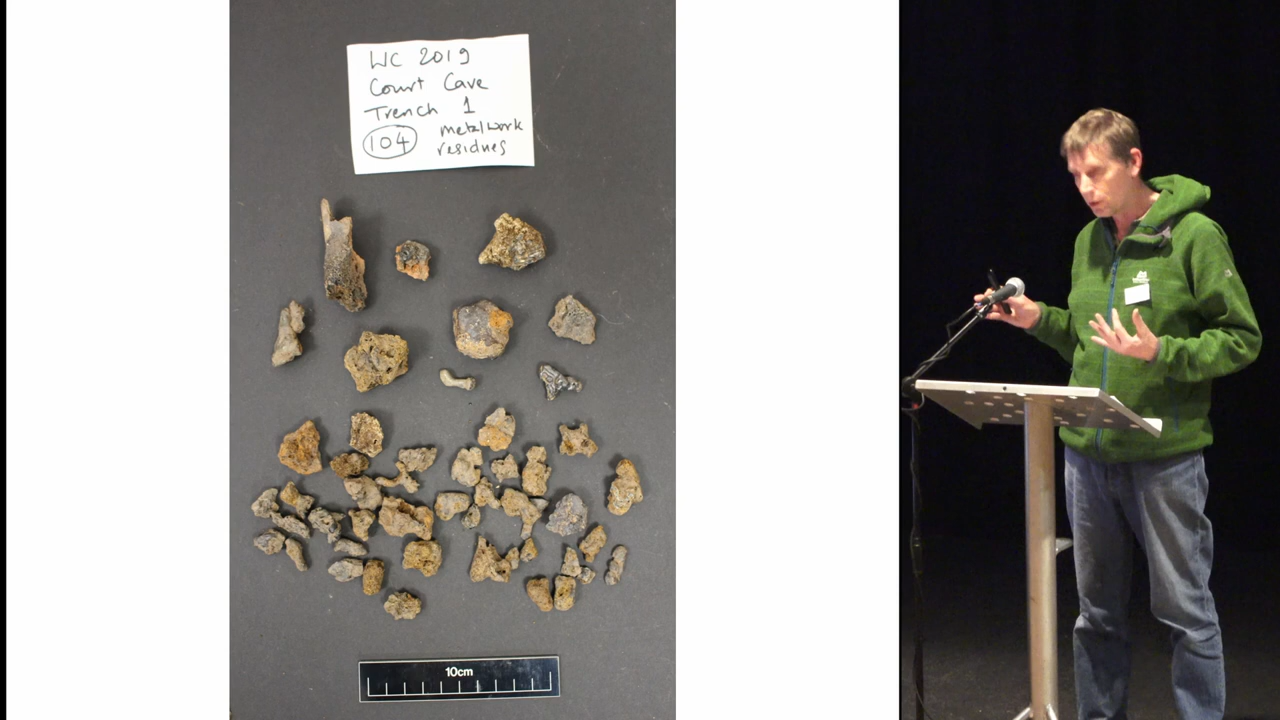 WC 2019
Court Cave
Trench 1
104 metalwork
residues
10cm